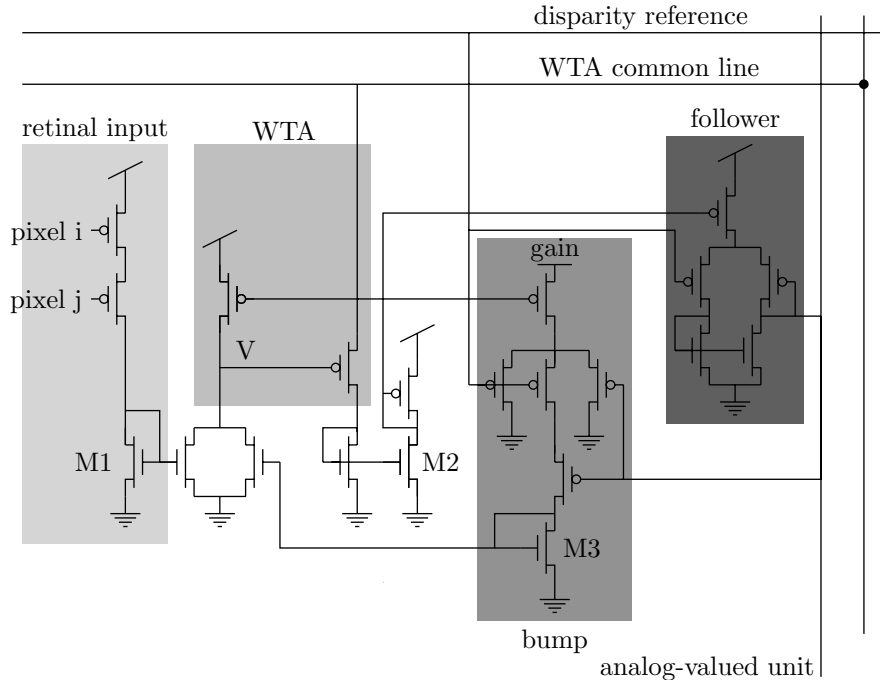 disparity reference
WTA common line
retinal input
WTA
follower
pixel i
gain
pixel j
V
M1
M2
M3
bump
analog-valued unit